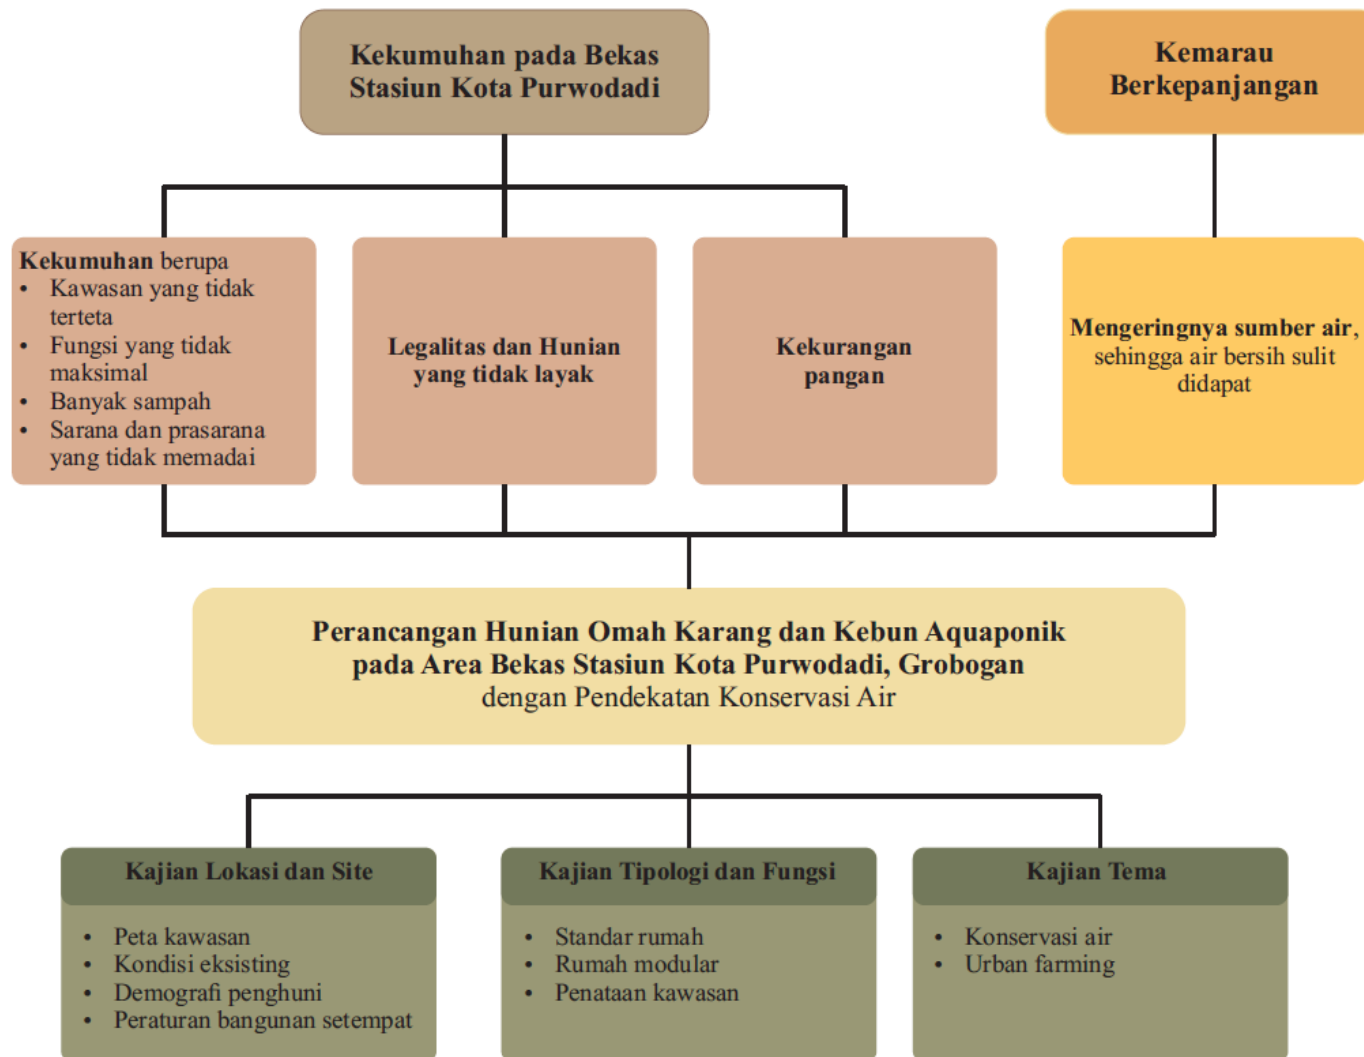 Kekumuhan pada Bekas
Stasiun Kota Purwodadi
Kemarau
Berkepanjangan
Kekumuhan berupa
• Kawasan yang tidak
terteta
• Fungsi yang tidak
maksimal
• Banyak sampah
• Sarana dan prasarana
yang tidak memadai
Legalitas dan Hunian
yang tidak layak
Kekurangan
pangan
Mengeringnya sumber air,
sehingga air bersih sulit
didapat
Perancangan Hunian Omah Karang dan Kebun Aquaponik
pada Area Bekas Stasiun Kota Purwodadi, Grobogan
dengan Pendekatan Konservasi Air
Kajian Lokasi dan Site
• Peta kawasan
• Kondisi eksisting
• Demografi penghuni
• Peraturan bangunan setempat
Kajian Tipologi dan Fungsi
• Standar rumah
• Rumah modular
• Penataan kawasan
Kajian Tema
• Konservasi air
• Urban farming